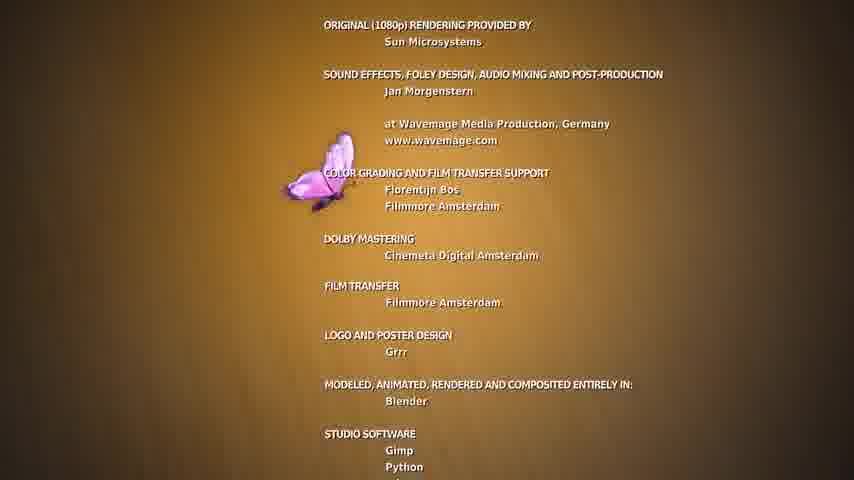 ORIGINAL (1080p) RENDERING PROVIDED BY
Sun Microsystems
SOUND EFFECTS, FOLEY DESIGN, AUDIO MIXING AND POST-PRODUCTION
Jan Morgenstern
at Wavemage Media Production, Germany
www.wavemage.com
COLOR GRADING AND FILM TRANSFER SUPPORT
Florentijn Bos
Filmmore Amsterdam
DOLBY MASTERING
Cinemeta Digital Amsterdam
FILM TRANSFER
Filmmore Amsterdam
LOGO AND POSTER DESIGN
Grrr
MODELED, ANIMATED, RENDERED AND COMPOSITED ENTIRELY IN:
Blender
STUDIO SOFTWARE
Gimp
Python